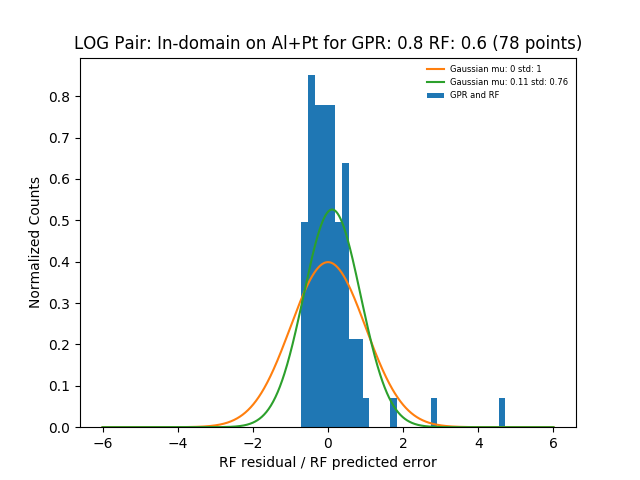 LOG Pair: In-domain on Al+Pt for GPR: 0.8 RF: 0.6 (78 points)
Gaussian mu: 0 std: 1
Gaussian mu: 0.11 std: 0.76
GPR and RF
Normalized Counts
0.8
0.7
0.6
0.5
0.4
0.3
0.2
0.1
0.0
−6 −4 −2 0 2 4 6
RF residual / RF predicted error